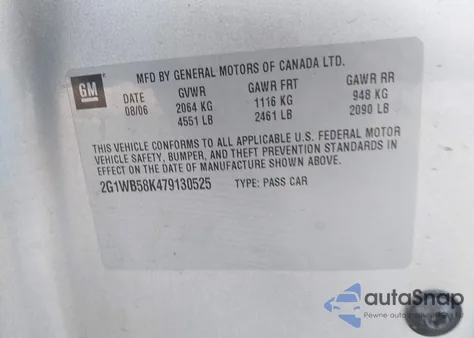 MFD BY GENERAL MOTORS OF CANADA LTD.
GM DATE GVWR GAWR FRT GAWR RR
08/06 2064 KG 1116 KG 948 KG
4551 LB 2461 LB 2090 LB
THIS VEHICLE CONFORMS TO ALL APPLICABLE U.S. FEDERAL MOTOR
VEHICLE SAFETY, BUMPER, AND THEFT PREVENTION STANDARDS IN
EFFECT ON THE DATE OF MANUFACTURE SHOWN ABOVE.
2G1WB58K479130525 TYPE: PASS CAR
autoSnap
Pewne auto